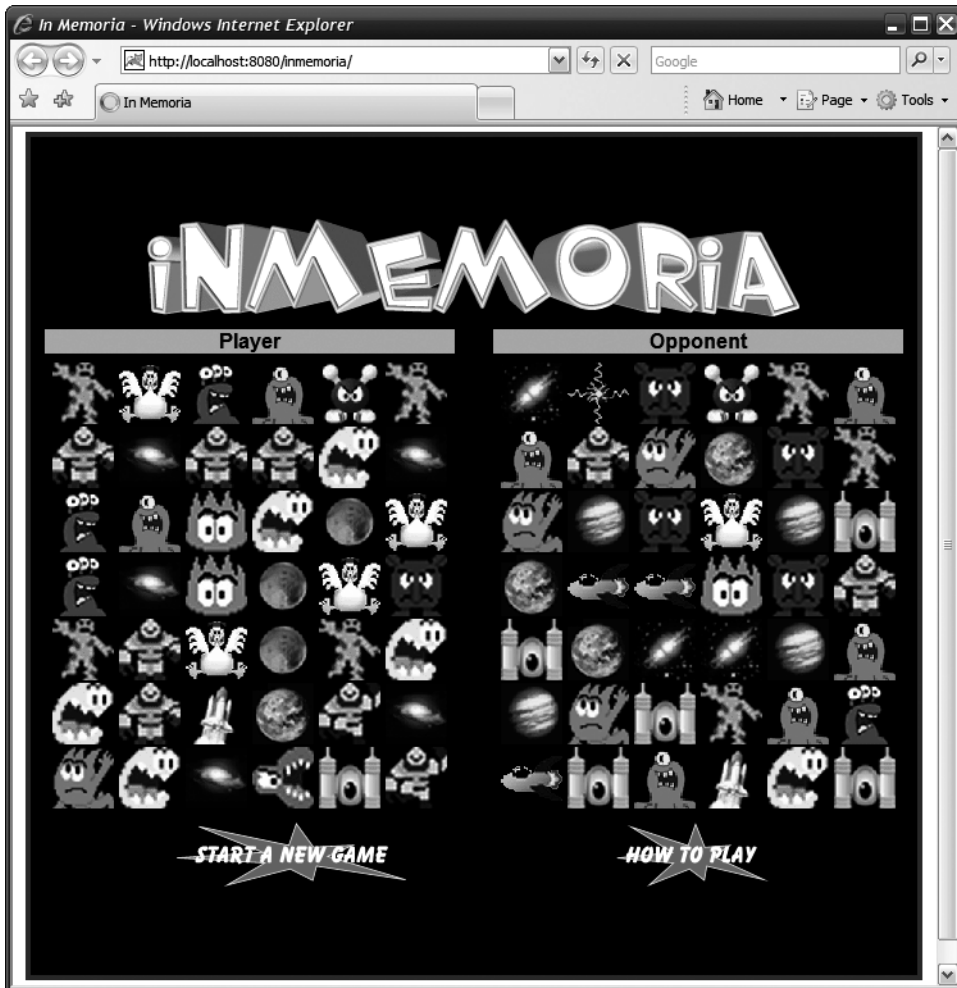 In Memoria - Windows Internet Explorer
http://localhost:8080/inmemoria/
Google
In Memoria
Home
Page
Tools
iNMEMORiA
Player
Opponent
START A NEW GAME
HOW TO PLAY